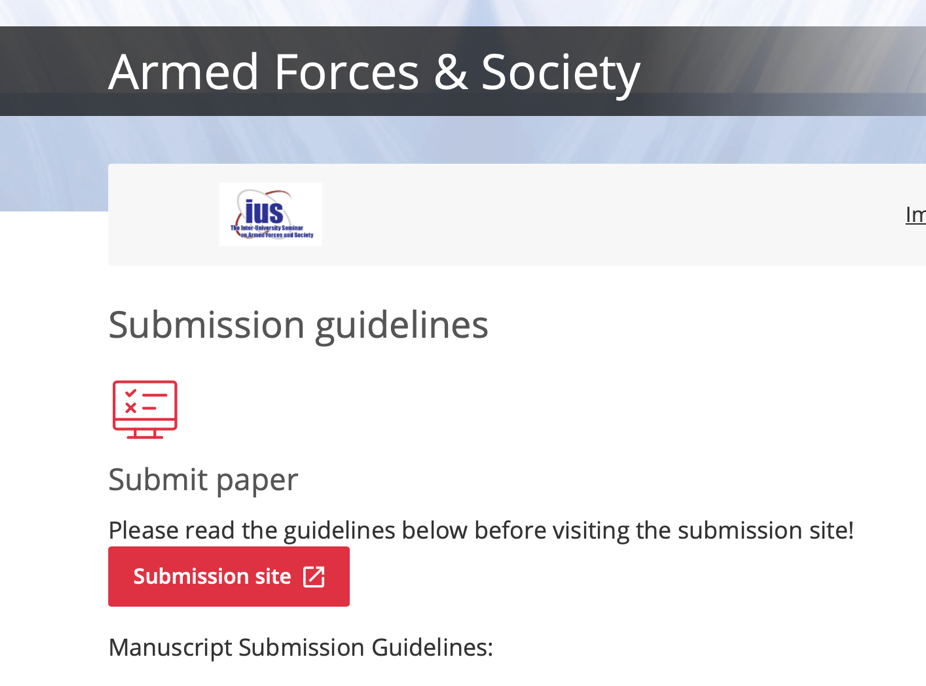 Armed Forces & Society
ius
The Inter-University Seminar
on Armed Forces and Society
Im
Submission guidelines
Submit paper
Please read the guidelines below before visiting the submission site!
Submission site
Manuscript Submission Guidelines: